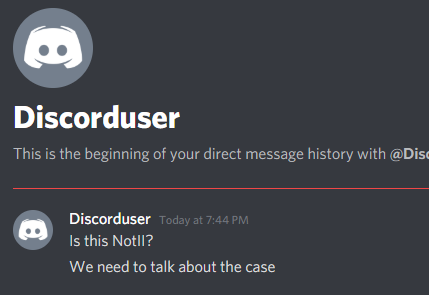 Discorduser
This is the beginning of your direct message history with @Disc
Discorduser Today at 7:44 PM
Is this NotII?
We need to talk about the case